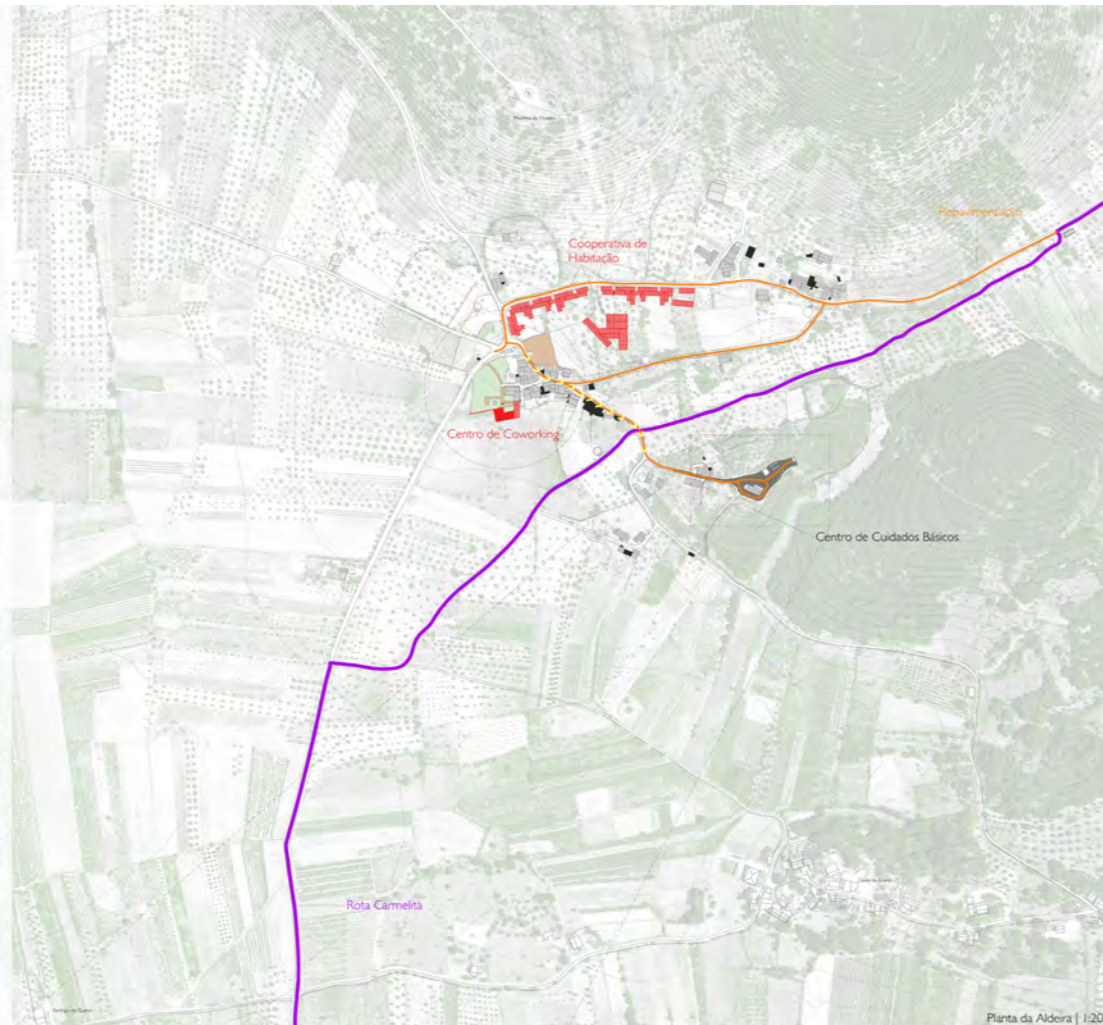 Repavimentação
Cooperativa de
Habitação
Centro de Coworking
Centro de Cuidados Básicos
Rota Carmelita
Planta da Aldeira | 1:20